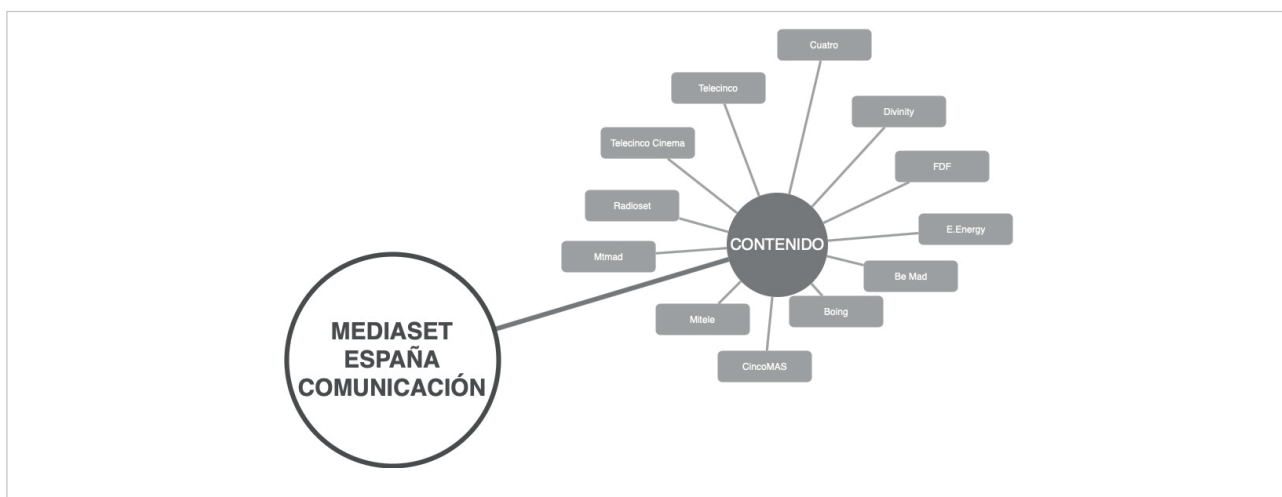 Cuatro
Telecinco
Divinity
Telecinco Cinema
FDF
Radioset
E.Energy
CONTENIDO
Mtmad
Be Mad
Mitele
Boing
CincoMAS
MEDIASET
ESPAÑA
COMUNICACIÓN